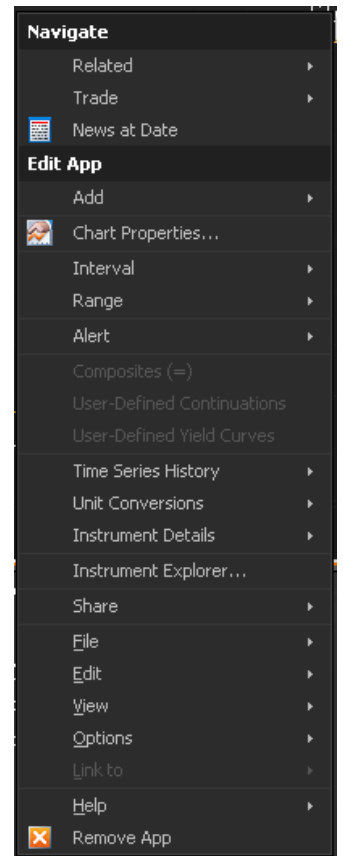 Navigate
Related
Trade
News at Date
Edit App
Add
Chart Properties...
Interval
Range
Alert
Composites (=)
User-Defined Continuations
User-Defined Yield Curves
Time Series History
Unit Conversions
Instrument Details
Instrument Explorer...
Share
File
Edit
View
Options
Link to
Help
Remove App